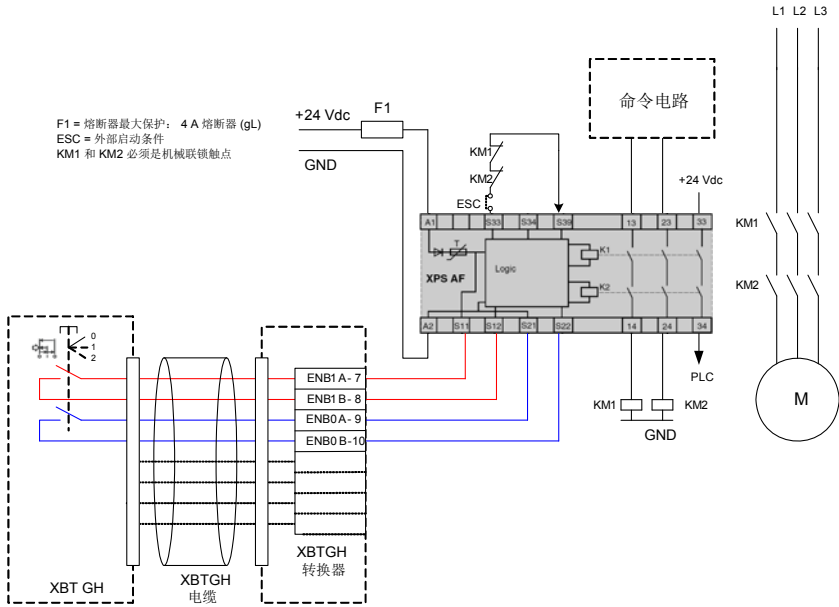 L1 L2 L3
命令电路
+24 Vdc
F1
F1 = 熔断器最大保护： 4 A 熔断器 (gL)
ESC = 外部启动条件
KM1 和 KM2 必须是机械联锁触点
GND
KM1
KM2
ESC
+24 Vdc
A1 S33 S34 S39 13 23 33
KM1
T
K1
Logic
XPS AF
K2
KM2
A2 S11 S12 S21 S22 14 24 34
0
1
2
PLC
ENB1 A- 7
ENB1 B- 8
ENB0 A- 9
ENB0 B-10
KM1
KM2
M
GND
XBTGH
转换器
XBT GH
XBTGH
电缆